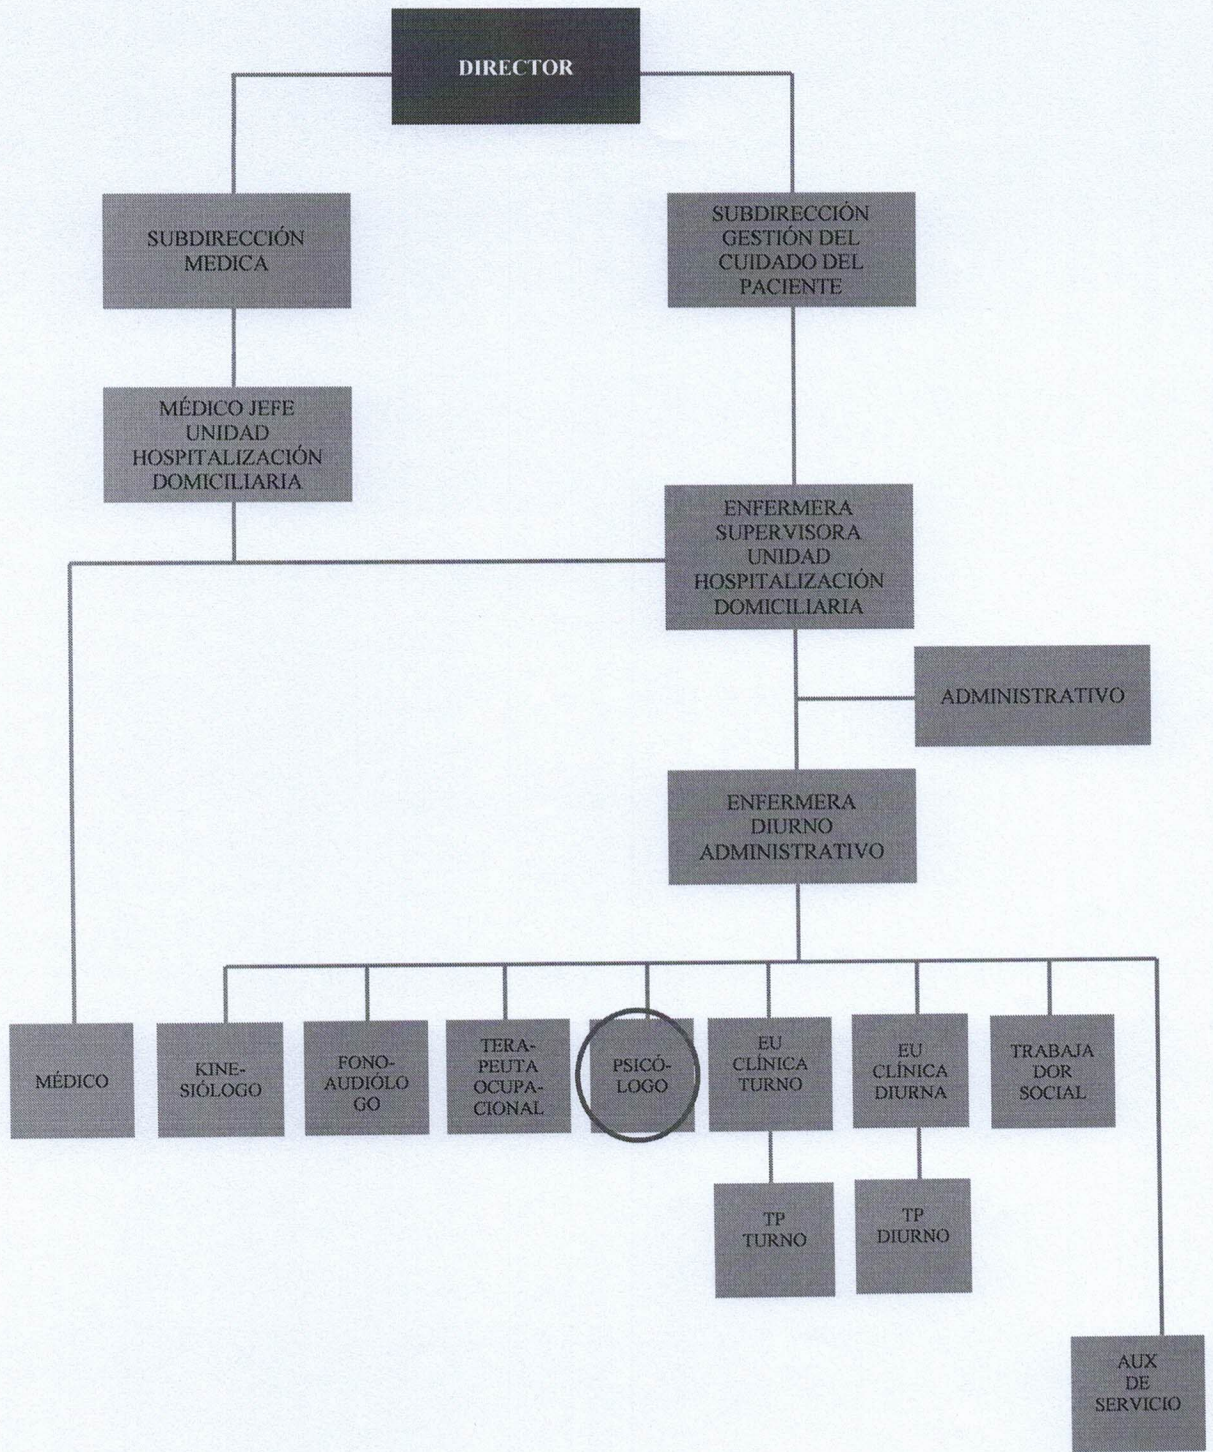 DIRECTOR
SUBDIRECCIÓN
MEDICA
SUBDIRECCIÓN
GESTIÓN DEL
CUIDADO DEL
PACIENTE
MÉDICO JEFE
UNIDAD
HOSPITALIZACIÓN
DOMICILIARIA
ENFERMERA
SUPERVISORA
UNIDAD
HOSPITALIZACIÓN
DOMICILIARIA
ADMINISTRATIVO
ENFERMERA
DIURNO
ADMINISTRATIVO
MÉDICO
KINE-
SIÓLOGO
FONO-
AUDIÓLO
GO
TERA-
PEUTA
OCUPA-
CIONAL
PSICÓ-
LOGO
EU
CLÍNICA
TURNO
EU
CLÍNICA
DIURNA
TRABAJA
DOR
SOCIAL
TP
TURNO
TP
DIURNO
AUX
DE
SERVICIO